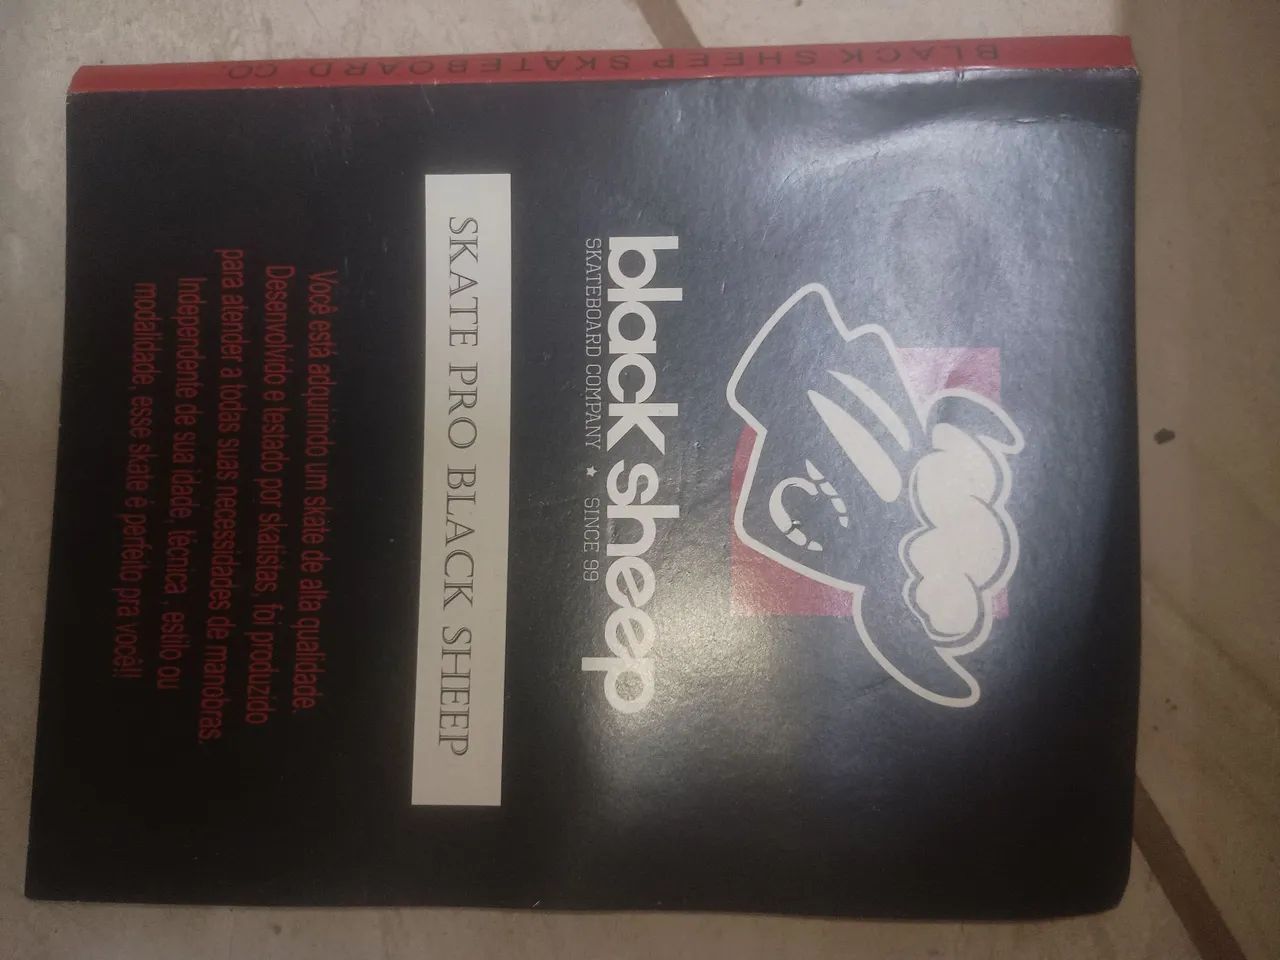 BLACK SHEEP SKATEBOARD CO.
black sheep
SKATEBOARD COMPANY ★ SINCE 99
SKATE PRO BLACK SHEEP
Você está adquirindo um skate de alta qualidade.
Desenvolvido e testado por skatistas, foi produzido
para atender a todas suas necessidades de manobras.
Independente de sua idade, técnica , estilo ou
modalidade, esse skate é perfeito pra você!!